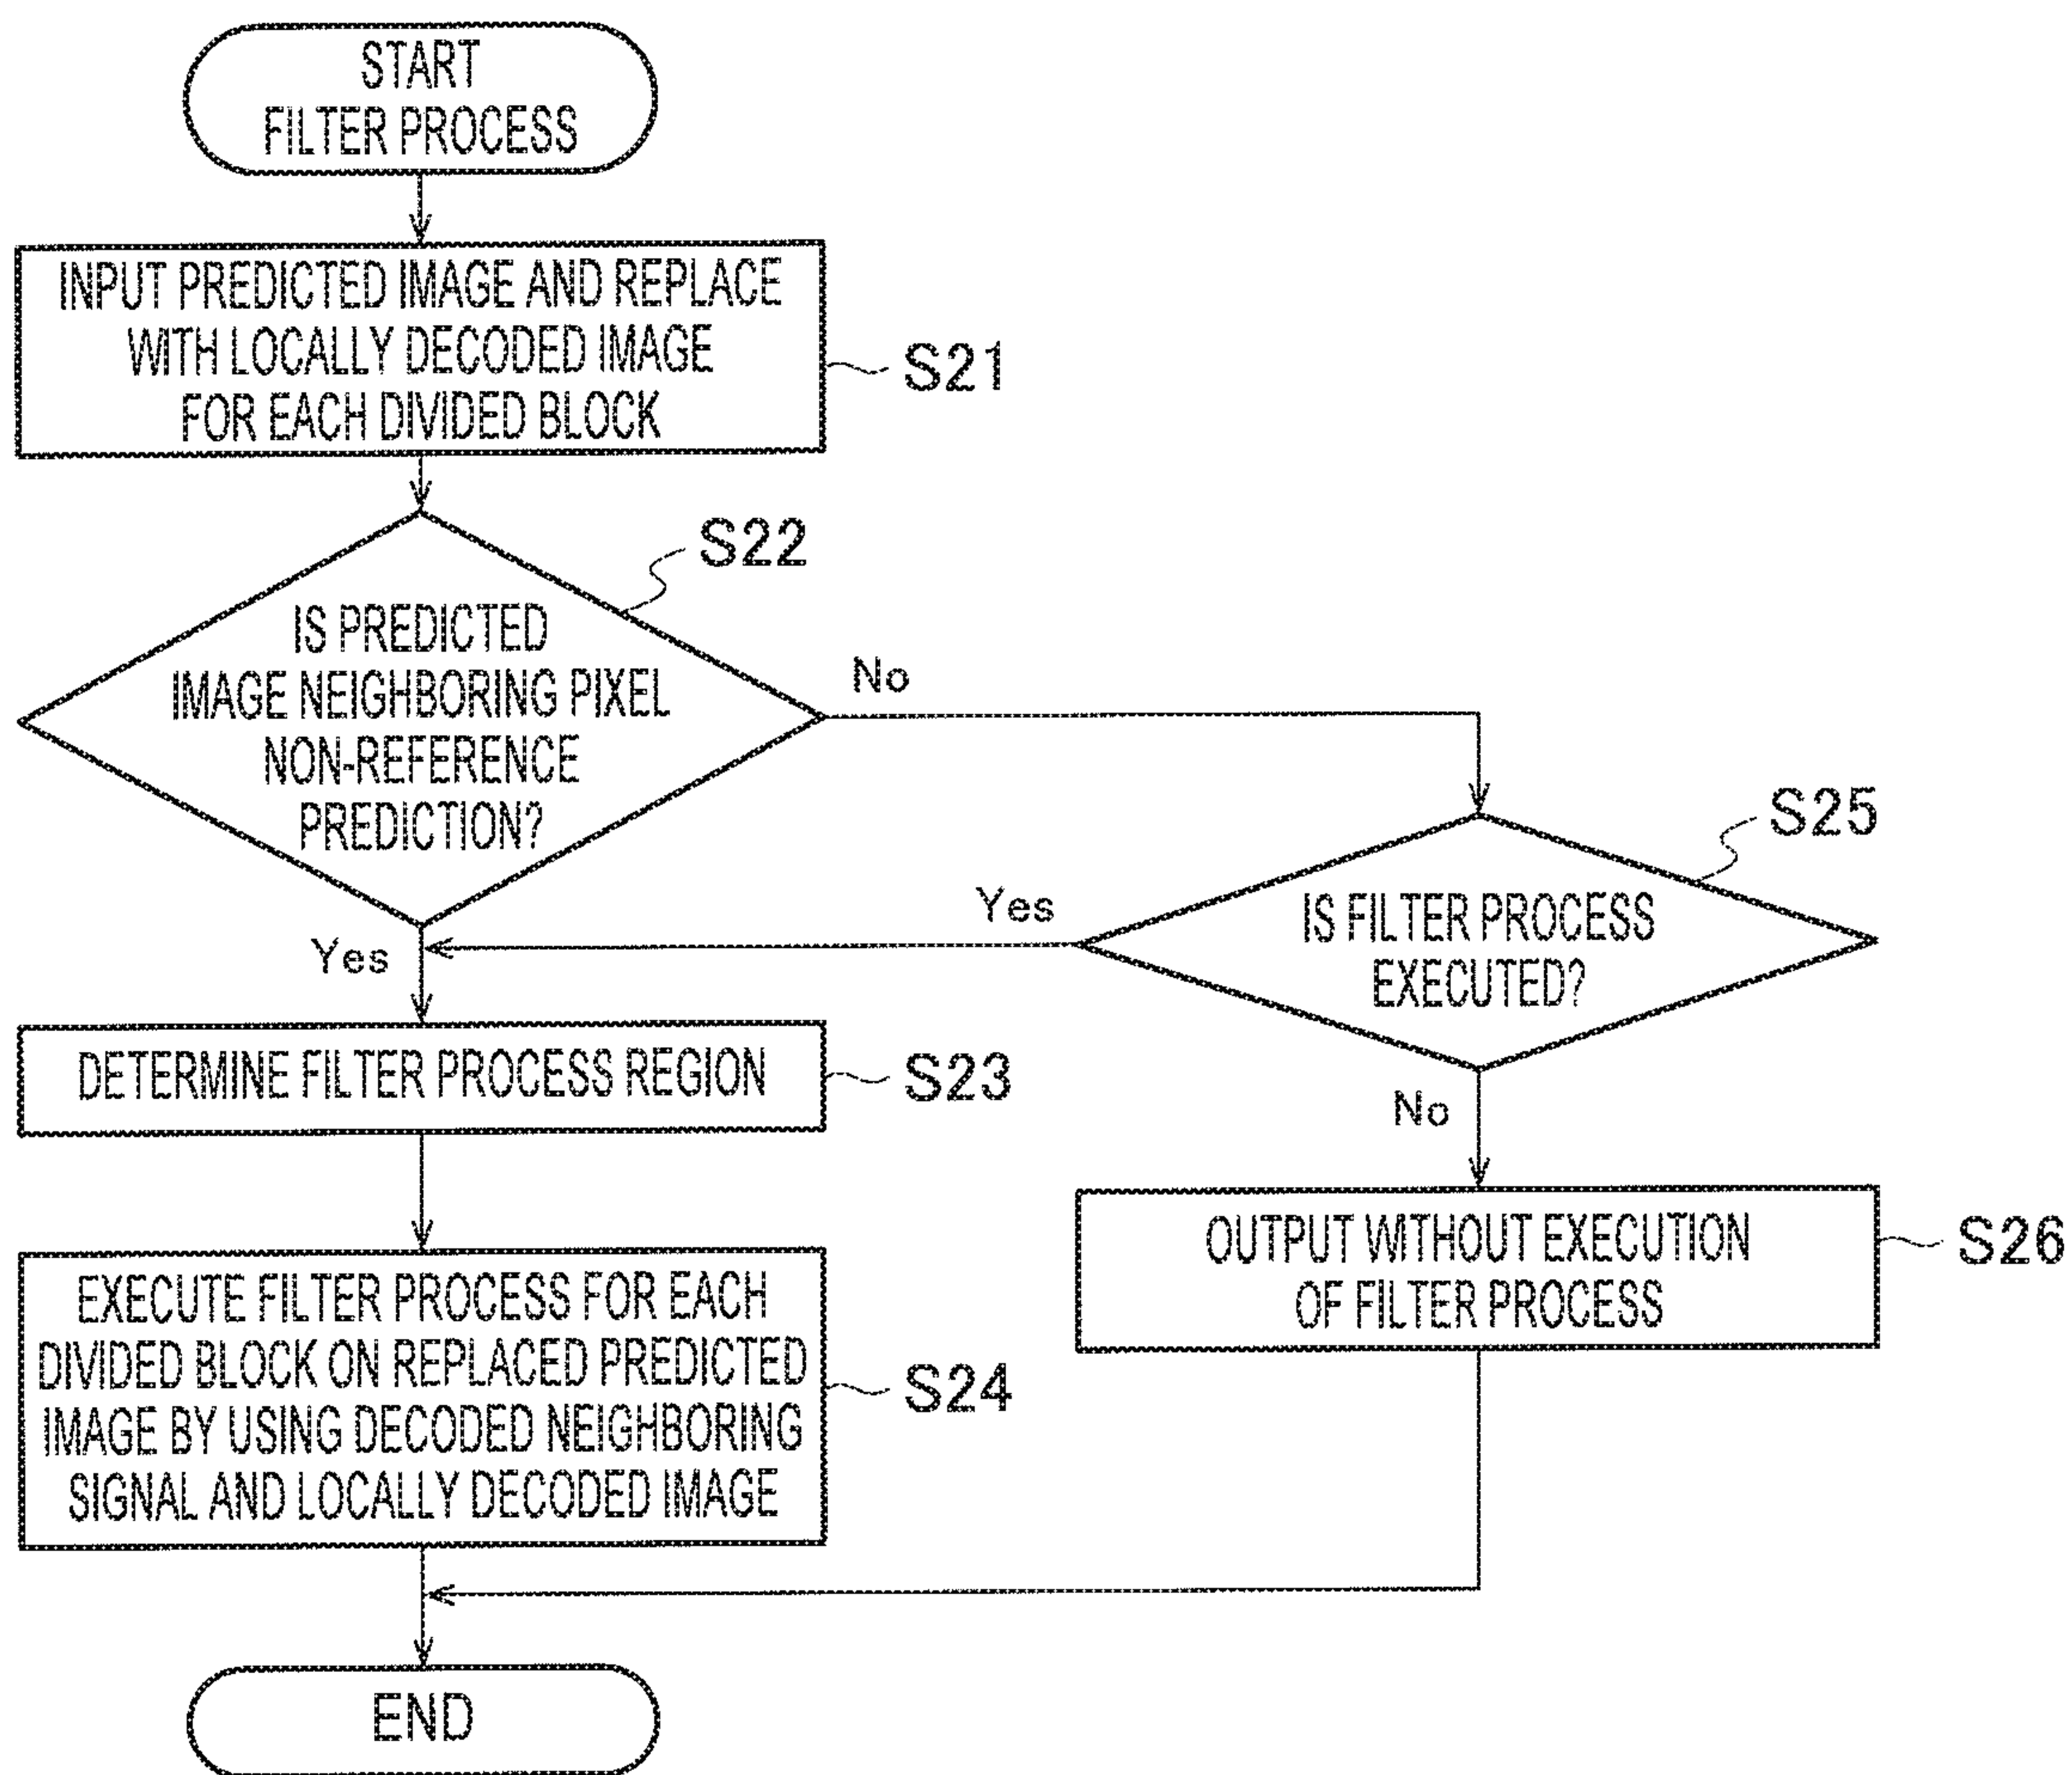 START
FILTER PROCESS
INPUT PREDICTED IMAGE AND REPLACE
WITH LOCALLY DECODED IMAGE
FOR EACH DIVIDED BLOCK
S21
S22
IS PREDICTED
IMAGE NEIGHBORING PIXEL
NON-REFERENCE
PREDICTION?
No
Yes
S25
IS FILTER PROCESS
EXECUTED?
Yes
No
DETERMINE FILTER PROCESS REGION
S23
EXECUTE FILTER PROCESS FOR EACH
DIVIDED BLOCK ON REPLACED PREDICTED
IMAGE BY USING DECODED NEIGHBORING
SIGNAL AND LOCALLY DECODED IMAGE
S24
OUTPUT WITHOUT EXECUTION
OF FILTER PROCESS
S26
END